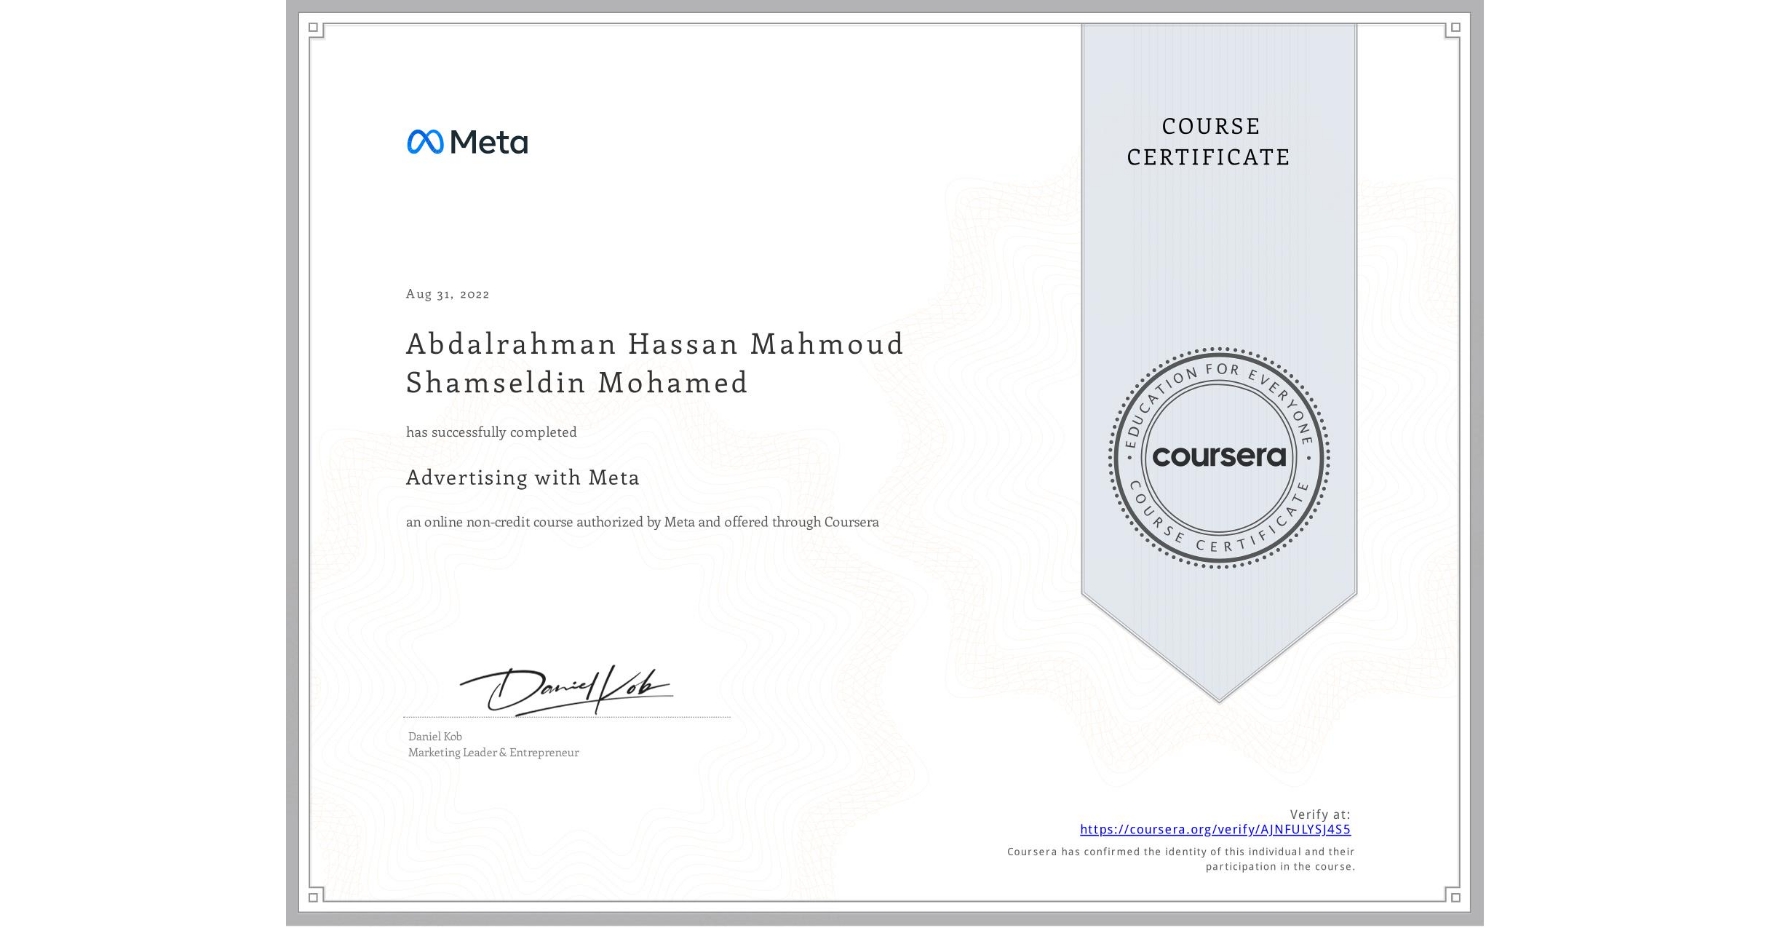 Meta
COURSE
CERTIFICATE
Aug 31, 2022
Abdalrahman Hassan Mahmoud
Shamseldin Mohamed
has successfully completed
Advertising with Meta
an online non-credit course authorized by Meta and offered through Coursera
EDUCATION FOR EVERYONE
coursera
COURSE CERTIFICATE
Daniel Kob
Daniel Kob
Marketing Leader & Entrepreneur
Verify at:
https://coursera.org/verify/AJNFULYSJ4S5
Coursera has confirmed the identity of this individual and their
participation in the course.